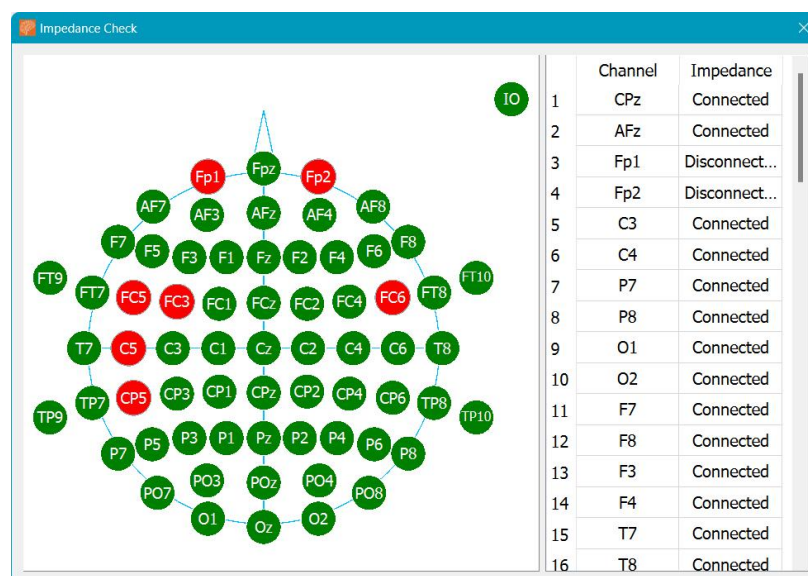 Impedance Check
IO
Fpz
Fp1 Fp2
AF7 AF3 AFz AF4 AF8
F7 F5 F3 F1 Fz F2 F4 F6 F8
FT9 FT7 FC5 FC3 FC1 FCz FC2 FC4 FC6 FT8 FT10
T7 C5 C3 C1 Cz C2 C4 C6 T8
TP9 TP7 CP5 CP3 CP1 CPz CP2 CP4 CP6 TP8 TP10
P7 P5 P3 P1 Pz P2 P4 P6 P8
PO7 PO3 POz PO4 PO8
O1 Oz O2
Channel Impedance
1 CPz Connected
2 AFz Connected
3 Fp1 Disconnect...
4 Fp2 Disconnect...
5 C3 Connected
6 C4 Connected
7 P7 Connected
8 P8 Connected
9 O1 Connected
10 O2 Connected
11 F7 Connected
12 F8 Connected
13 F3 Connected
14 F4 Connected
15 T7 Connected
16 T8 Connected